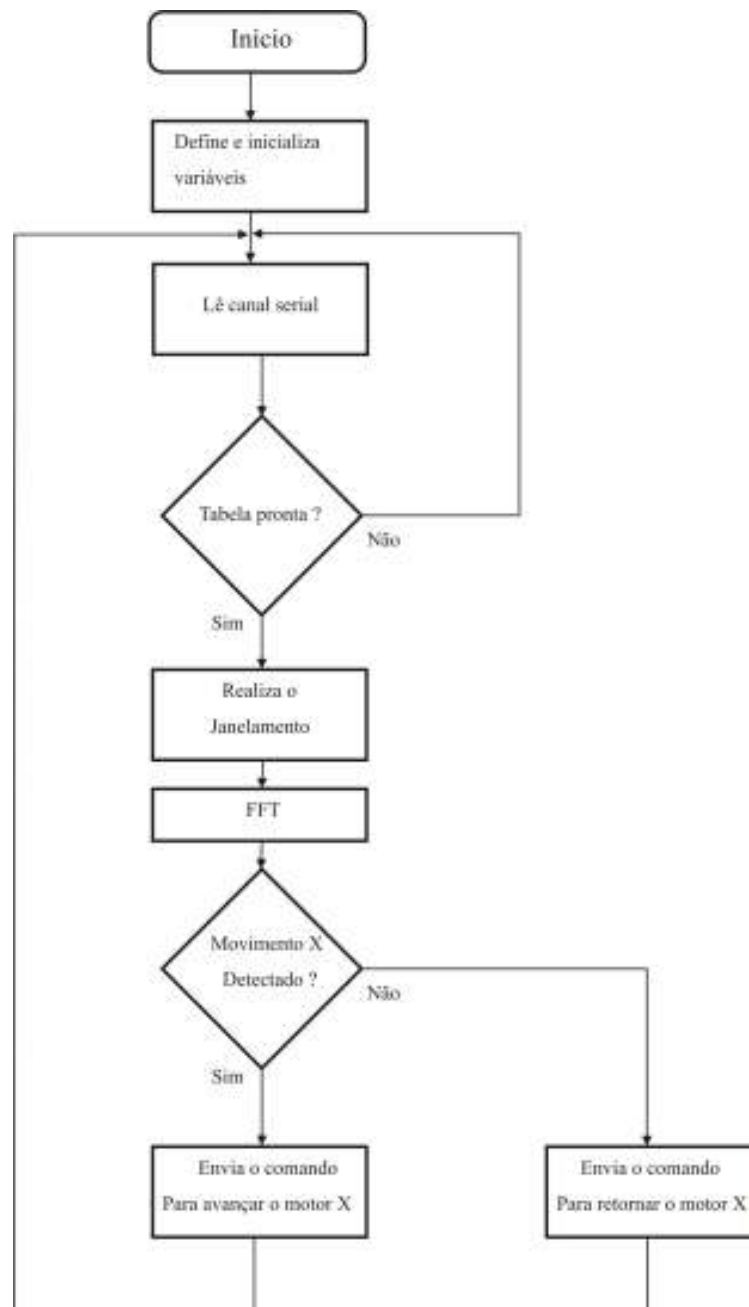 Inicio
Define e inicializa
variáveis
Lê canal serial
Tabela pronta ?
Não
Sim
Realiza o
Janelamento
FFT
Movimento X
Detectado ?
Não
Sim
Envia o comando
Para avançar o motor X
Envia o comando
Para retornar o motor X